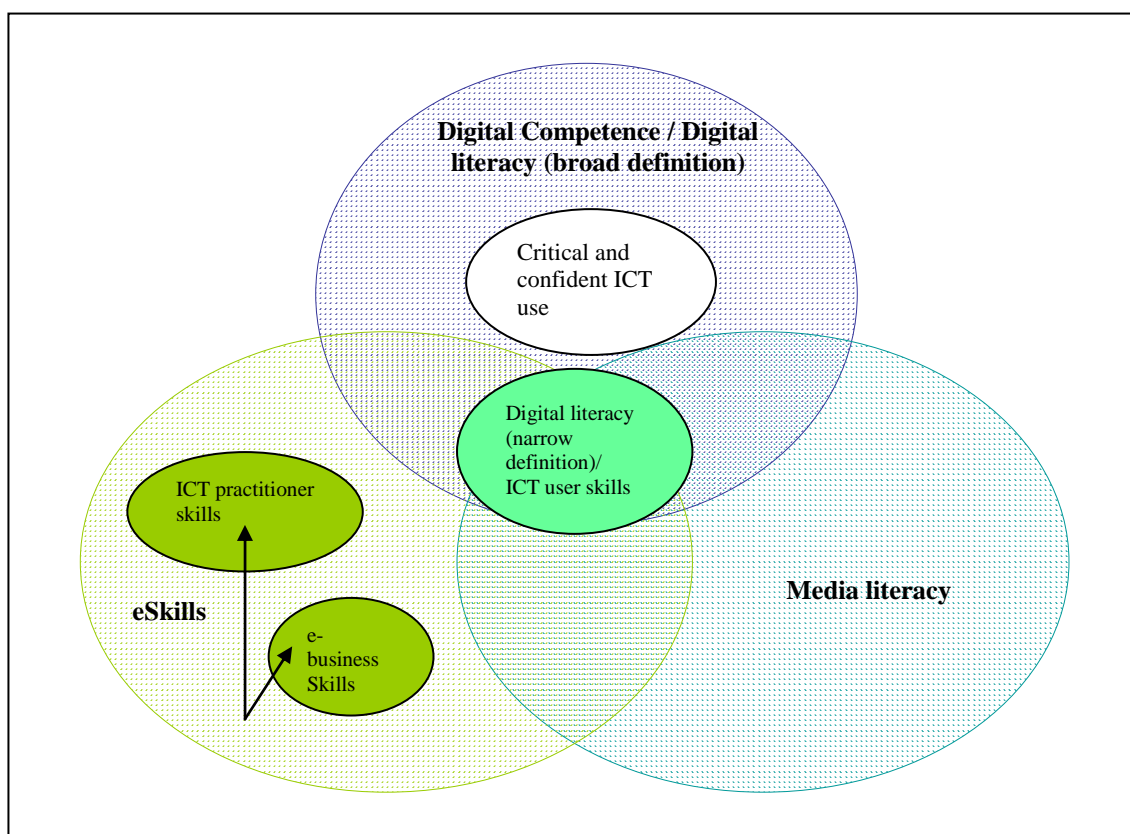 Digital Competence / Digital
literacy (broad definition)
Critical and
confident ICT
use
Digital literacy
(narrow
definition)/
ICT user skills
ICT practitioner
skills
eSkills
e-
business
Skills
Media literacy